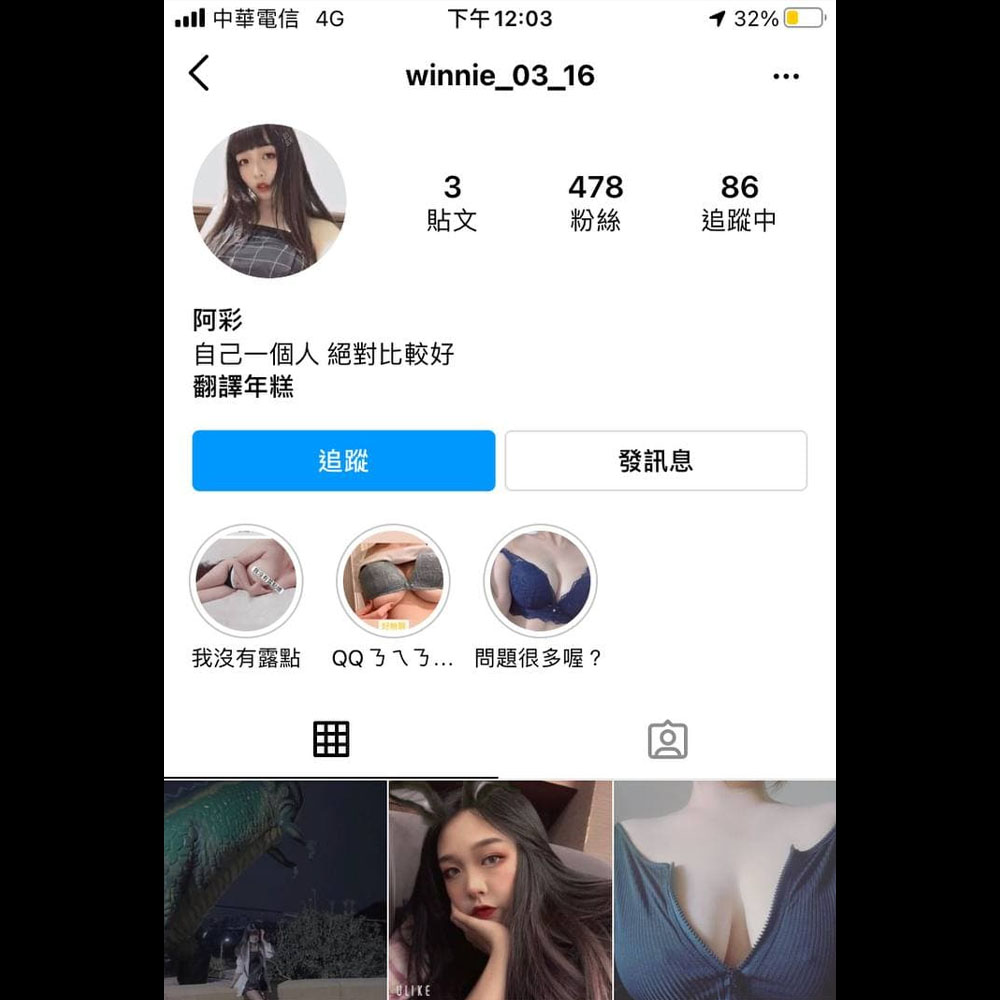 中華電信 4G 下午12:03 32%
winnie_03_16
3 478 86
貼文 粉絲 追蹤中
阿彩
自己一個人 絕對比較好
翻譯年糕
追蹤 發訊息
我沒有露點 QQㄋㄟㄋ... 問題很多喔？
ULIKE